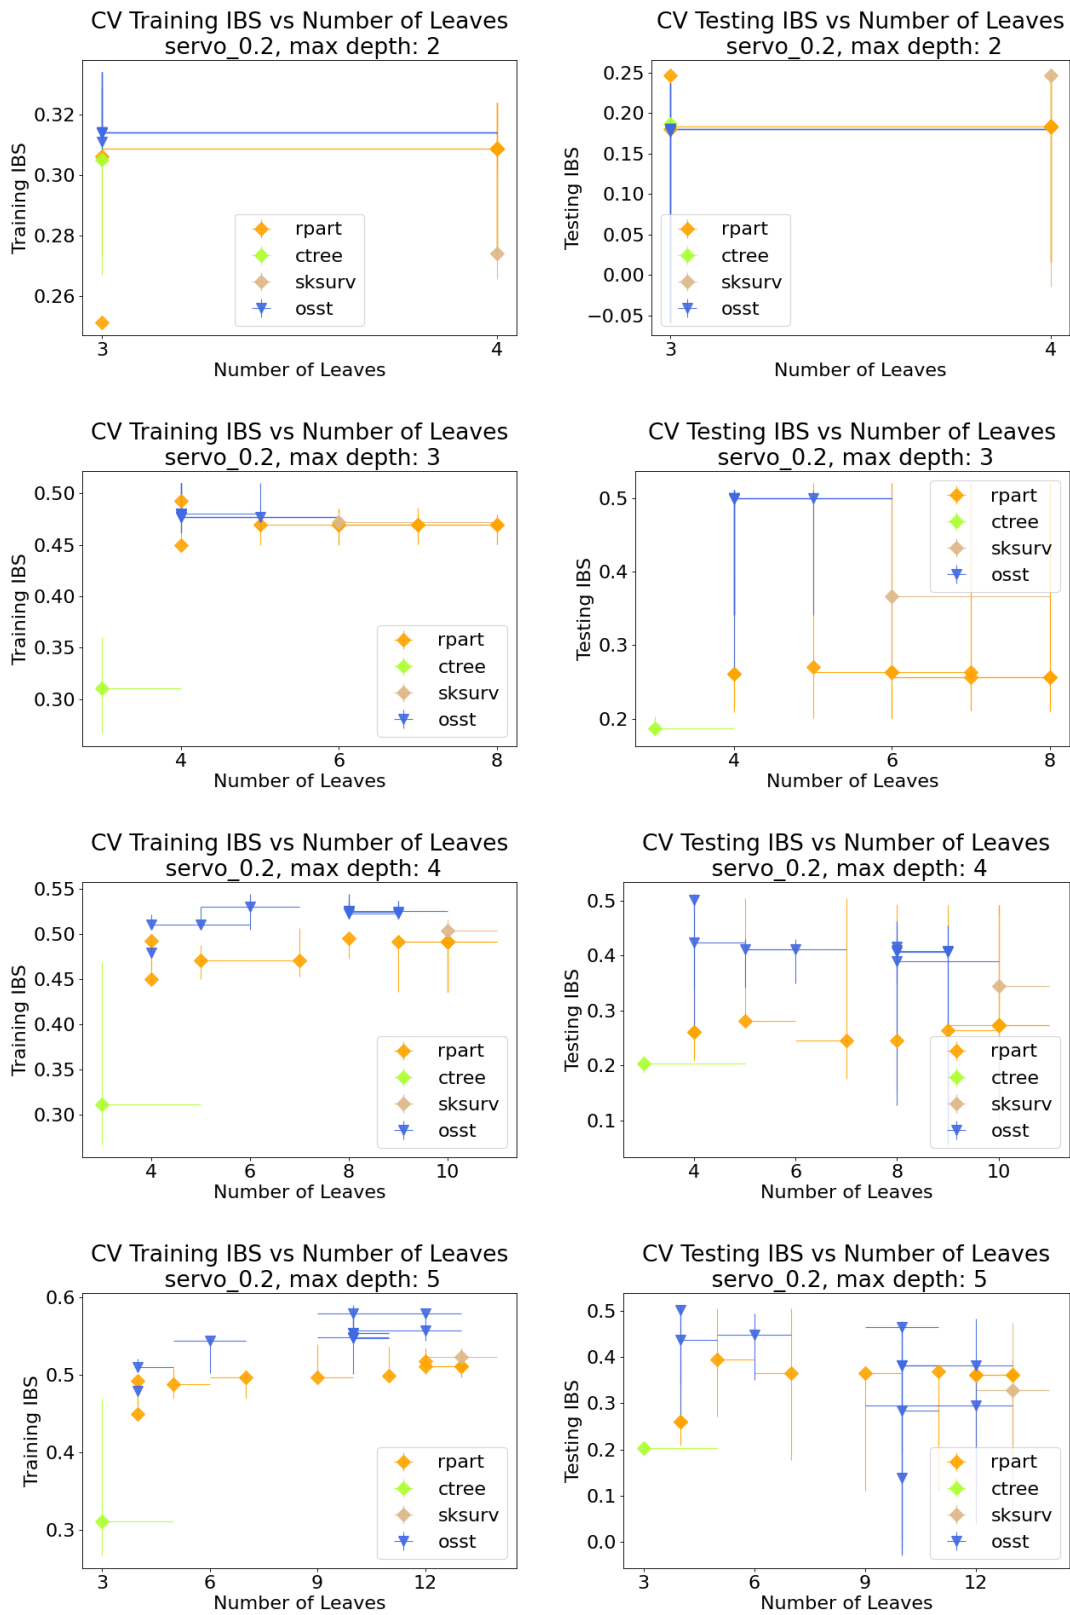 CV Training IBS vs Number of Leaves
servo_0.2, max depth: 2
Training IBS
0.32
0.30
0.28
0.26
rpart
ctree
sksurv
osst
3
4
Number of Leaves
CV Testing IBS vs Number of Leaves
servo_0.2, max depth: 2
Testing IBS
0.25
0.20
0.15
0.10
0.05
0.00
−0.05
rpart
ctree
sksurv
osst
3
4
Number of Leaves
CV Training IBS vs Number of Leaves
servo_0.2, max depth: 3
Training IBS
0.50
0.45
0.40
0.35
0.30
rpart
ctree
sksurv
osst
4
6
8
Number of Leaves
CV Testing IBS vs Number of Leaves
servo_0.2, max depth: 3
Testing IBS
0.5
0.4
0.3
0.2
rpart
ctree
sksurv
osst
4
6
8
Number of Leaves
CV Training IBS vs Number of Leaves
servo_0.2, max depth: 4
Training IBS
0.55
0.50
0.45
0.40
0.35
0.30
rpart
ctree
sksurv
osst
4
6
8
10
Number of Leaves
CV Testing IBS vs Number of Leaves
servo_0.2, max depth: 4
Testing IBS
0.5
0.4
0.3
0.2
0.1
rpart
ctree
sksurv
osst
4
6
8
10
Number of Leaves
CV Training IBS vs Number of Leaves
servo_0.2, max depth: 5
Training IBS
0.6
0.5
0.4
0.3
rpart
ctree
sksurv
osst
3
6
9
12
Number of Leaves
CV Testing IBS vs Number of Leaves
servo_0.2, max depth: 5
Testing IBS
0.5
0.4
0.3
0.2
0.1
0.0
rpart
ctree
sksurv
osst
3
6
9
12
Number of Leaves